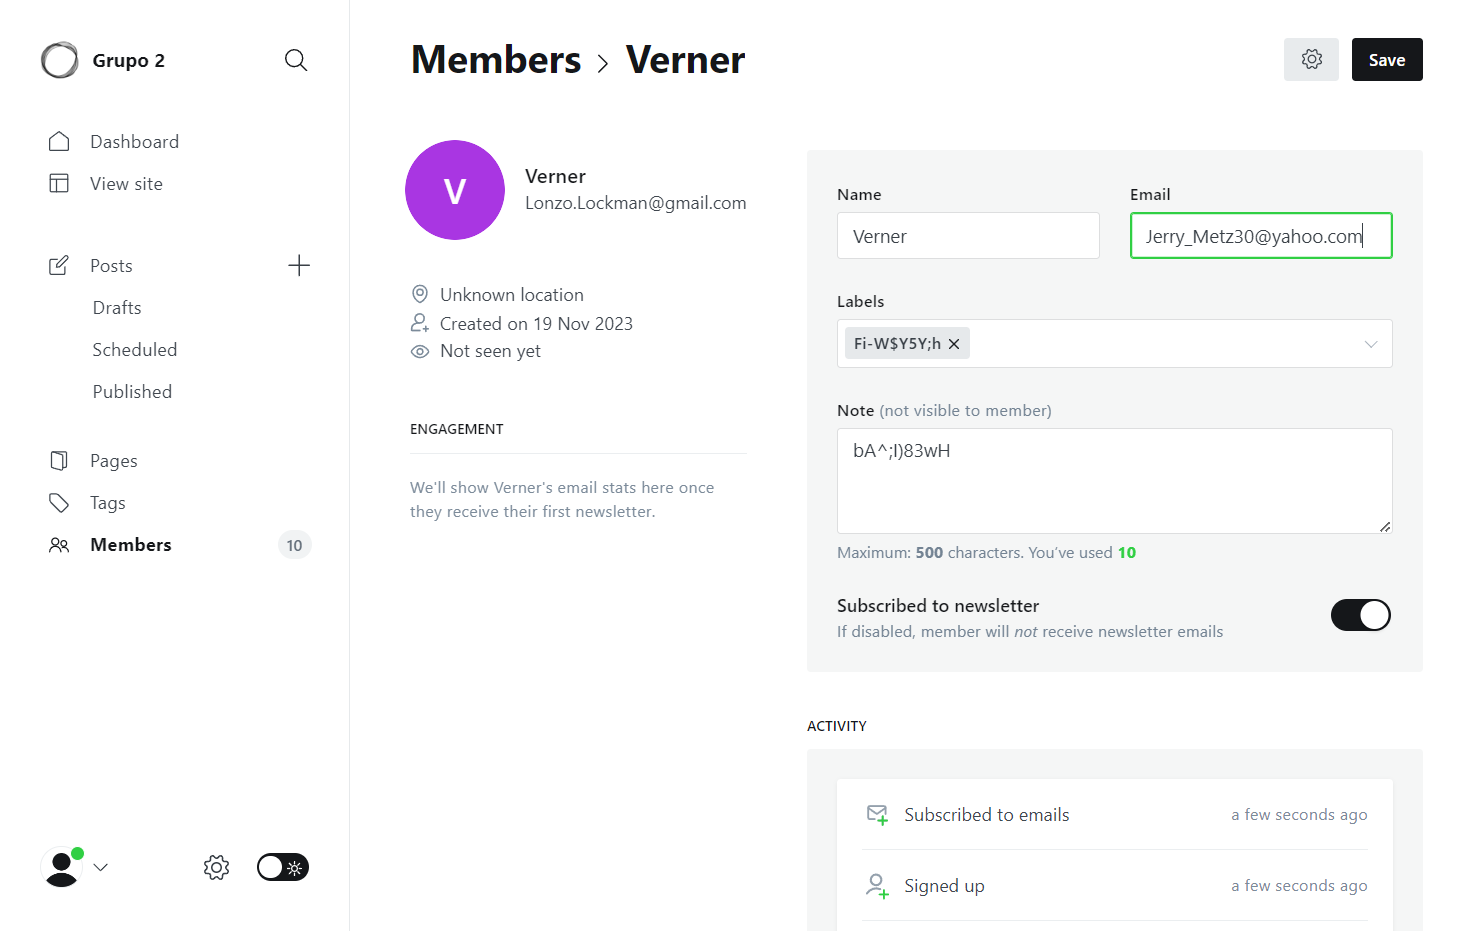 Grupo 2
Dashboard
View site
Posts
Drafts
Scheduled
Published
Pages
Tags
Members
10
Members
Verner
Save
V
Verner
Lonzo.Lockman@gmail.com
Unknown location
Created on 19 Nov 2023
Not seen yet
ENGAGEMENT
We'll show Verner's email stats here once
they receive their first newsletter.
Name
Email
Verner
Jerry_Metz30@yahoo.com
Labels
Fi-W$Y5Y;h
Note (not visible to member)
bA^;I)83wH
Maximum: 500 characters. You’ve used 10
Subscribed to newsletter
If disabled, member will not receive newsletter emails
ACTIVITY
Subscribed to emails
a few seconds ago
Signed up
a few seconds ago